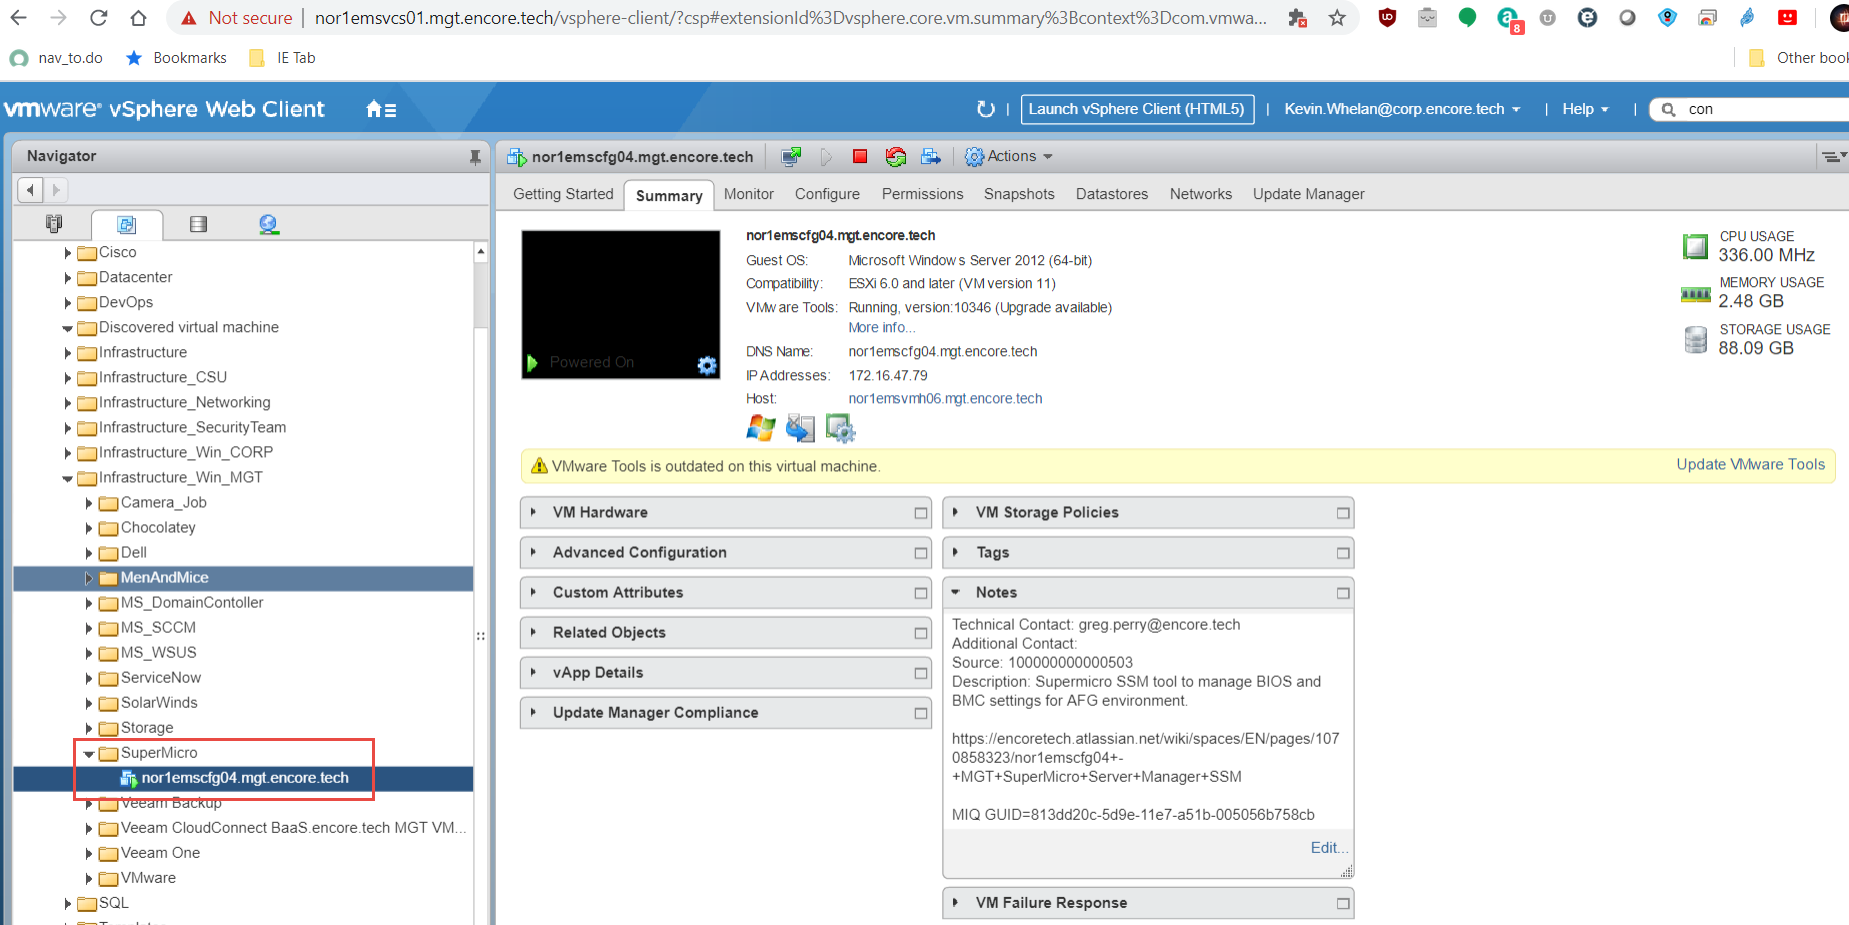 Not secure | nor1emsvcs01.mgt.encore.tech/vsphere-client/?csp#extensionId%3Dvsphere.core.vm.summary%3Bcontext%3Dcom.vmwa...
8
nav_to.do Bookmarks IE Tab Other book
vmware® vSphere Web Client
Launch vSphere Client (HTML5) | Kevin.Whelan@corp.encore.tech | Help | con
Navigator
Cisco
Datacenter
DevOps
Discovered virtual machine
Infrastructure
Infrastructure_CSU
Infrastructure_Networking
Infrastructure_SecurityTeam
Infrastructure_Win_CORP
Infrastructure_Win_MGT
Camera_Job
Chocolatey
Dell
MenAndMice
MS_DomainContoller
MS_SCCM
MS_WSUS
ServiceNow
SolarWinds
Storage
SuperMicro
nor1emscfg04.mgt.encore.tech
Veeam Backup
Veeam CloudConnect BaaS.encore.tech MGT VM...
Veeam One
VMware
SQL
nor1emscfg04.mgt.encore.tech Actions
Getting Started Summary Monitor Configure Permissions Snapshots Datastores Networks Update Manager
Powered On
nor1emscfg04.mgt.encore.tech
Guest OS: Microsoft Windows Server 2012 (64-bit)
Compatibility: ESXi 6.0 and later (VM version 11)
VMware Tools: Running, version:10346 (Upgrade available)
More info...
DNS Name: nor1emscfg04.mgt.encore.tech
IP Addresses: 172.16.47.79
Host: nor1emsvmh06.mgt.encore.tech
CPU USAGE
336.00 MHz
MEMORY USAGE
2.48 GB
STORAGE USAGE
88.09 GB
VMware Tools is outdated on this virtual machine. Update VMware Tools
VM Hardware
Advanced Configuration
Custom Attributes
Related Objects
vApp Details
Update Manager Compliance
VM Storage Policies
Tags
Notes
Technical Contact: greg.perry@encore.tech
Additional Contact:
Source: 100000000000503
Description: Supermicro SSM tool to manage BIOS and
BMC settings for AFG environment.
https://encoretech.atlassian.net/wiki/spaces/EN/pages/107
0858323/nor1emscfg04+-
+MGT+SuperMicro+Server+Manager+SSM
MIQ GUID=813dd20c-5d9e-11e7-a51b-005056b758cb
Edit...
VM Failure Response